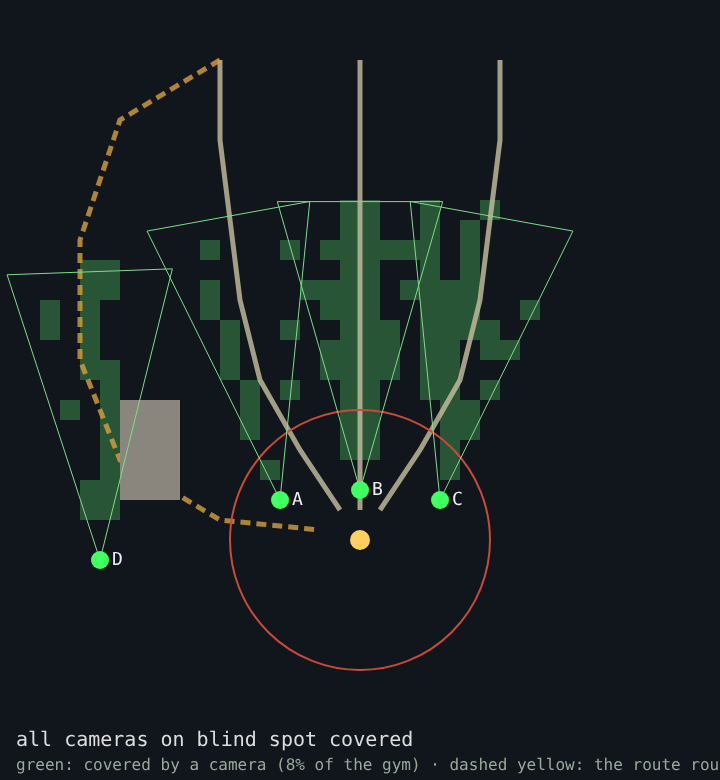 A
B
C
D
all cameras on blind spot covered
green: covered by a camera (8% of the gym) · dashed yellow: the route rou